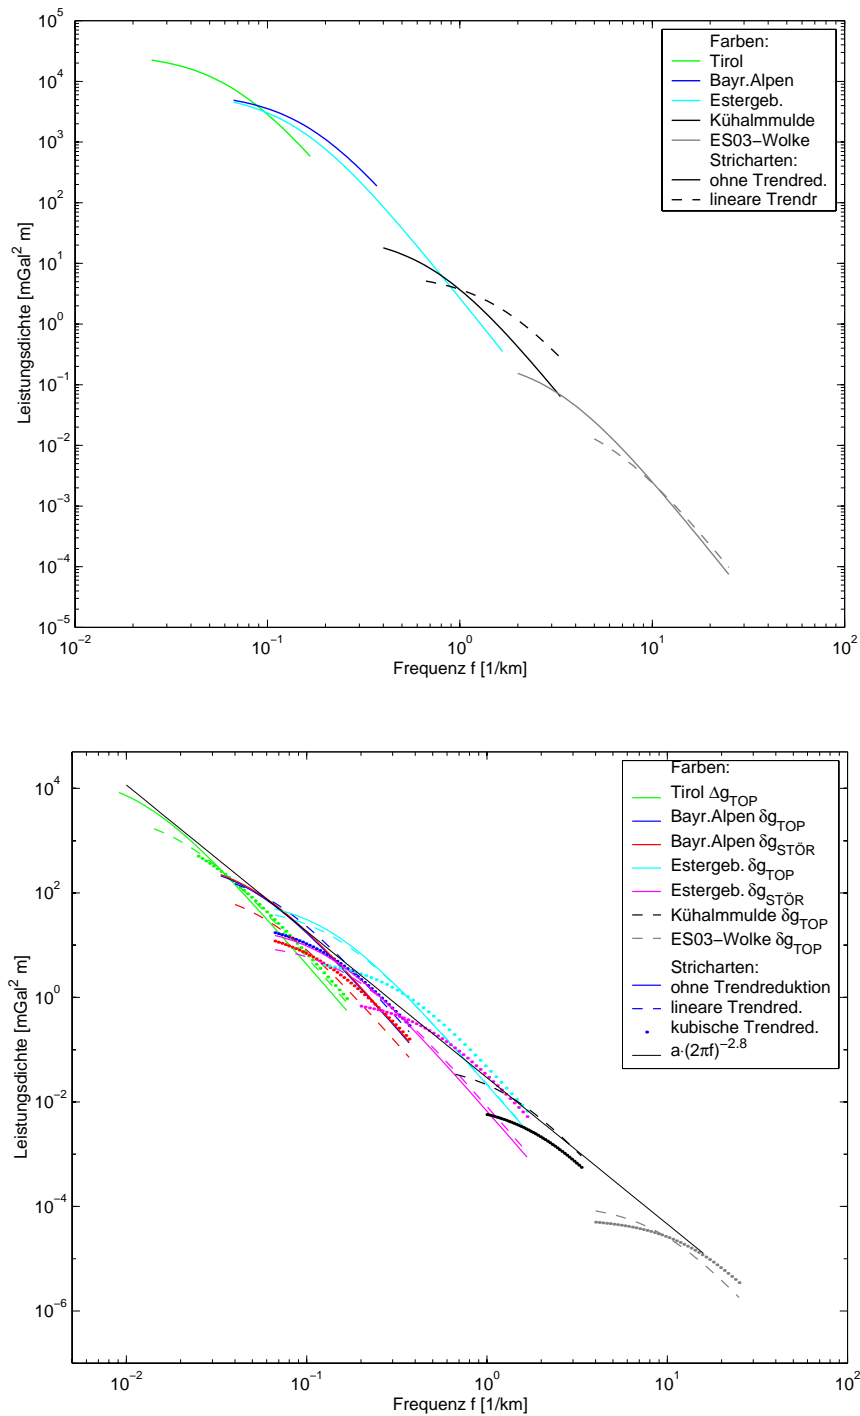 10^5
10^4
10^3
10^2
10^1
10^0
10^−1
10^−2
10^−3
10^−4
10^−5
Leistungsdichte [mGal² m]
Farben:
Tirol
Bayr.Alpen
Estergeb.
Kühalmmulde
ES03−Wolke
Stricharten:
ohne Trendred.
lineare Trendr
10^−2 10^−1 10^0 10^1 10^2
Frequenz f [1/km]
10^4
10^2
10^0
10^−2
10^−4
10^−6
Leistungsdichte [mGal² m]
Farben:
Tirol Δg_TOP
Bayr.Alpen δg_TOP
Bayr.Alpen δg_STÖR
Estergeb. δg_TOP
Estergeb. δg_STÖR
Kühalmmulde δg_TOP
ES03−Wolke δg_TOP
Stricharten:
ohne Trendreduktion
lineare Trendred.
kubische Trendred.
a·(2πf)^−2.8
10^−2 10^−1 10^0 10^1 10^2
Frequenz f [1/km]